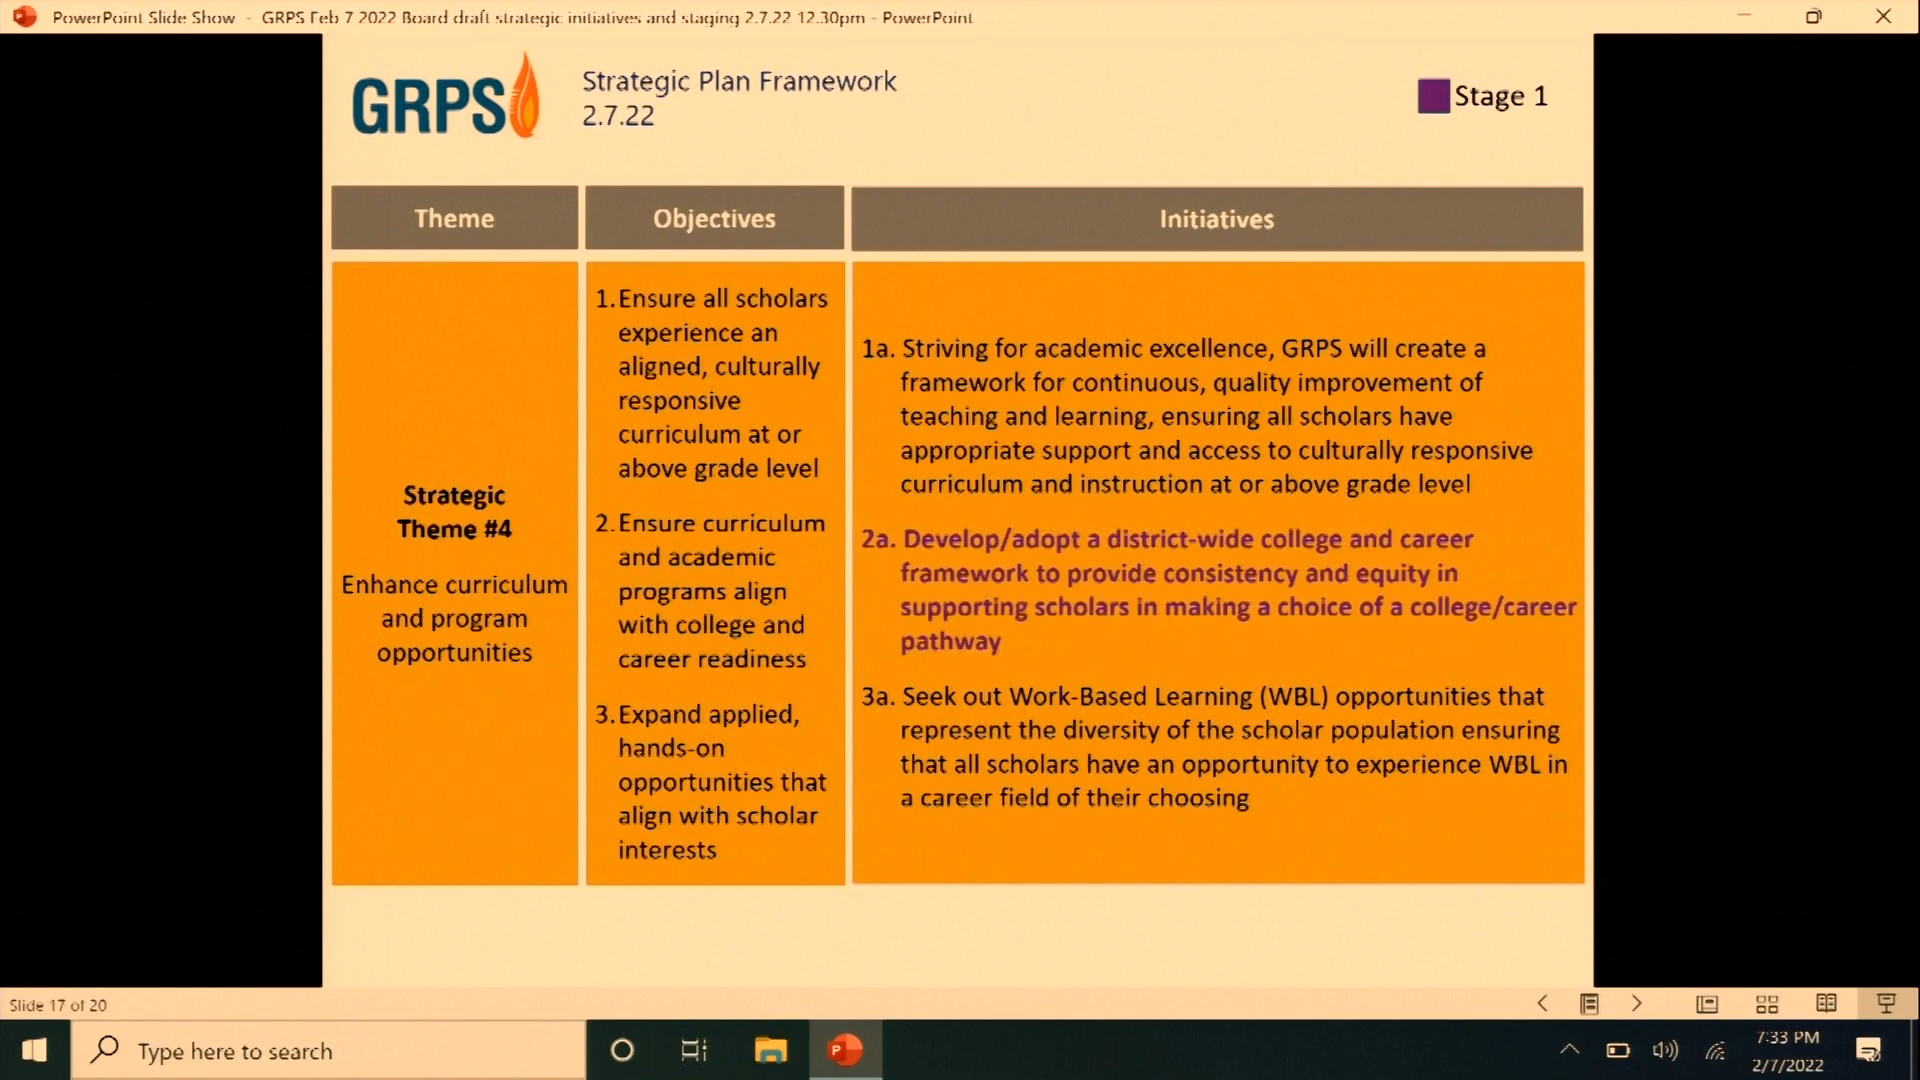 PowerPoint Slide Show - GRPS Feb 7 2022 Board draft strategic initiatives and staging 2.7.22 12.30pm - PowerPoint
GRPS
Strategic Plan Framework
2.7.22
Stage 1
Theme
Objectives
Initiatives
Strategic
Theme #4
Enhance curriculum
and program
opportunities
1. Ensure all scholars
experience an
aligned, culturally
responsive
curriculum at or
above grade level
2. Ensure curriculum
and academic
programs align
with college and
career readiness
3. Expand applied,
hands-on
opportunities that
align with scholar
interests
1a. Striving for academic excellence, GRPS will create a
framework for continuous, quality improvement of
teaching and learning, ensuring all scholars have
appropriate support and access to culturally responsive
curriculum and instruction at or above grade level
2a. Develop/adopt a district-wide college and career
framework to provide consistency and equity in
supporting scholars in making a choice of a college/career
pathway
3a. Seek out Work-Based Learning (WBL) opportunities that
represent the diversity of the scholar population ensuring
that all scholars have an opportunity to experience WBL in
a career field of their choosing
Slide 17 of 20
Type here to search
7:33 PM
2/7/2022